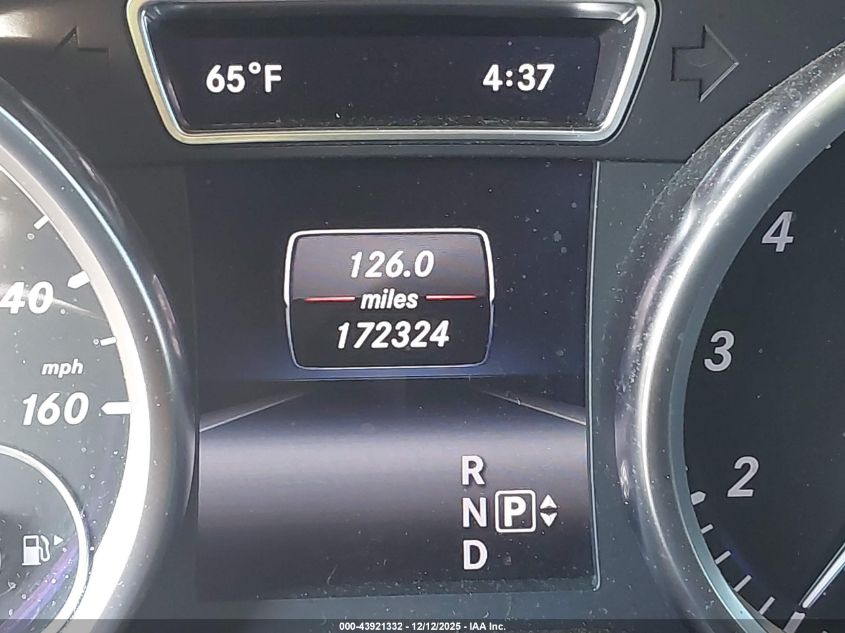 65°F 4:37
126.0
miles
172324
4
3
2
40
mph
160
R
N P
D
000-43921332 - 12/12/2025 - IAA Inc.